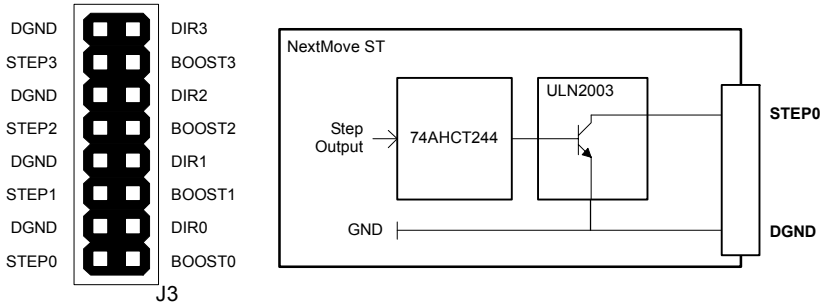 DGND DIR3
STEP3 BOOST3
DGND DIR2
STEP2 BOOST2
DGND DIR1
STEP1 BOOST1
DGND DIR0
STEP0 BOOST0
J3
NextMove ST
ULN2003
Step
Output
74AHCT244
STEP0
GND
DGND